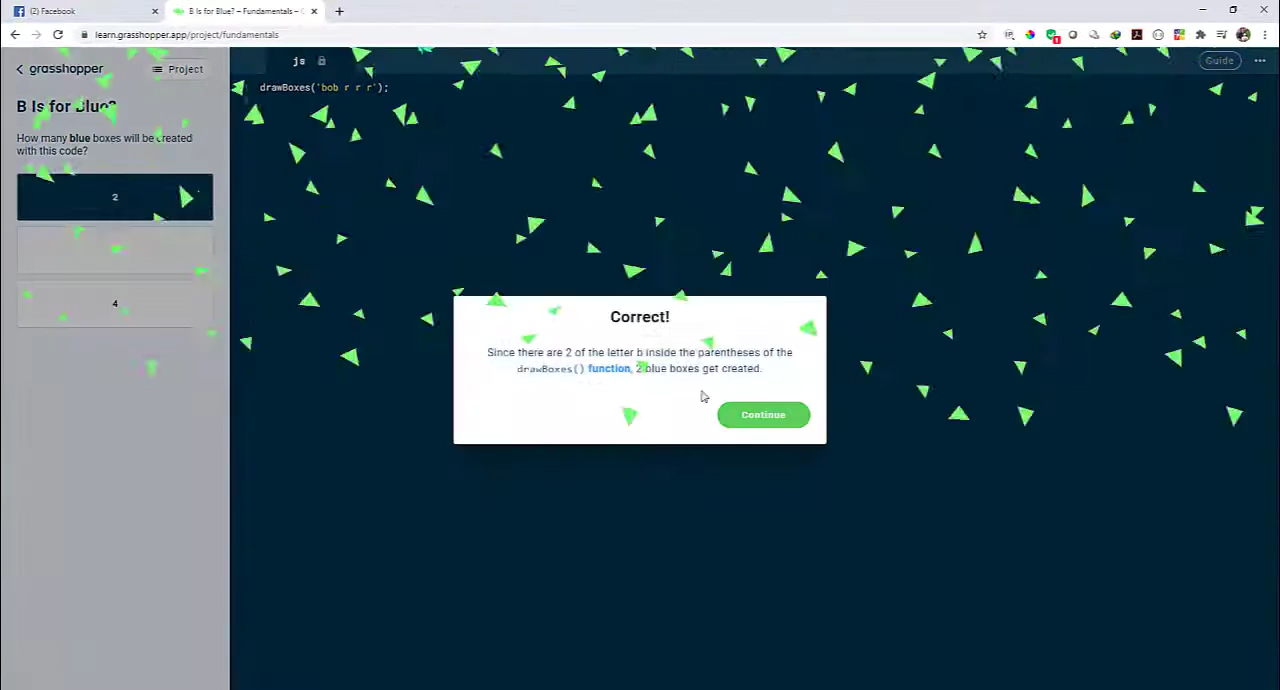 (2) Facebook
B Is for Blue? – Fundamentals –
learn.grasshopper.app/project/fundamentals
grasshopper
Project
js
Guide
drawBoxes('bob r r r');
B Is for Blue?
How many blue boxes will be created
with this code?
2
4
Correct!
Since there are 2 of the letter b inside the parentheses of the
drawBoxes() function, 2 blue boxes get created.
Continue